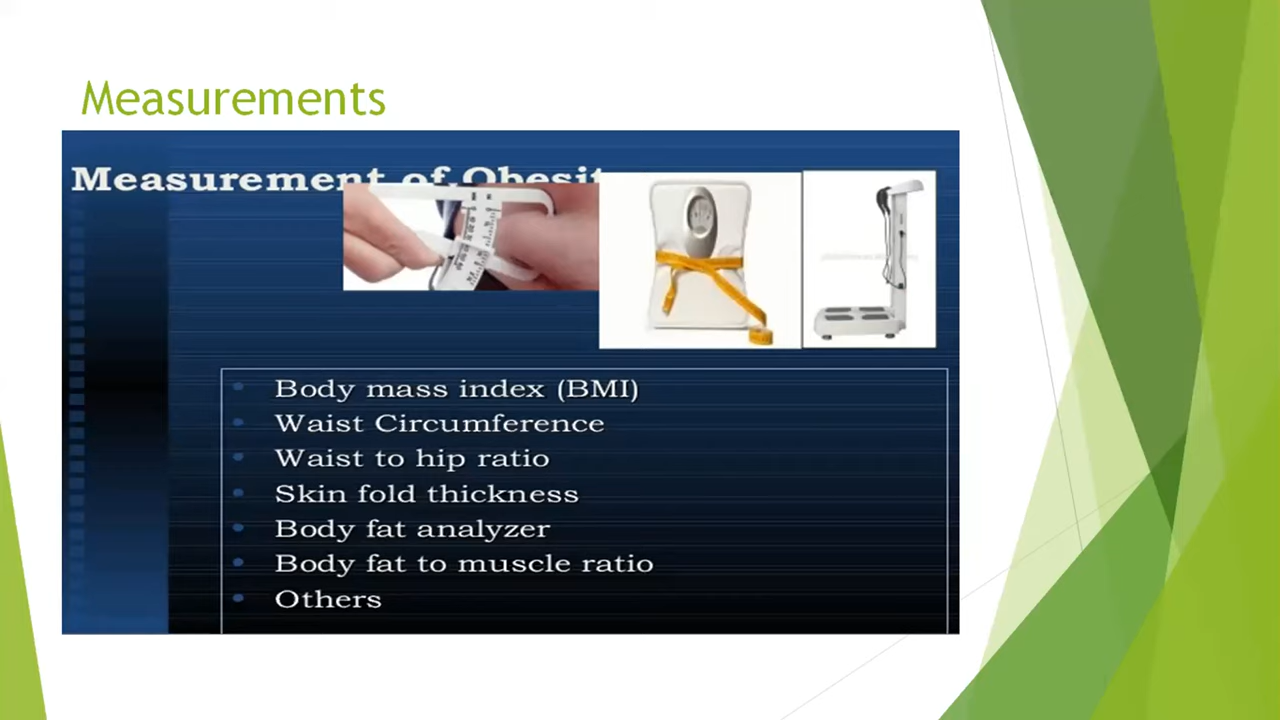 Measurements
Measurement of Obesit
• Body mass index (BMI)
• Waist Circumference
• Waist to hip ratio
• Skin fold thickness
• Body fat analyzer
• Body fat to muscle ratio
• Others